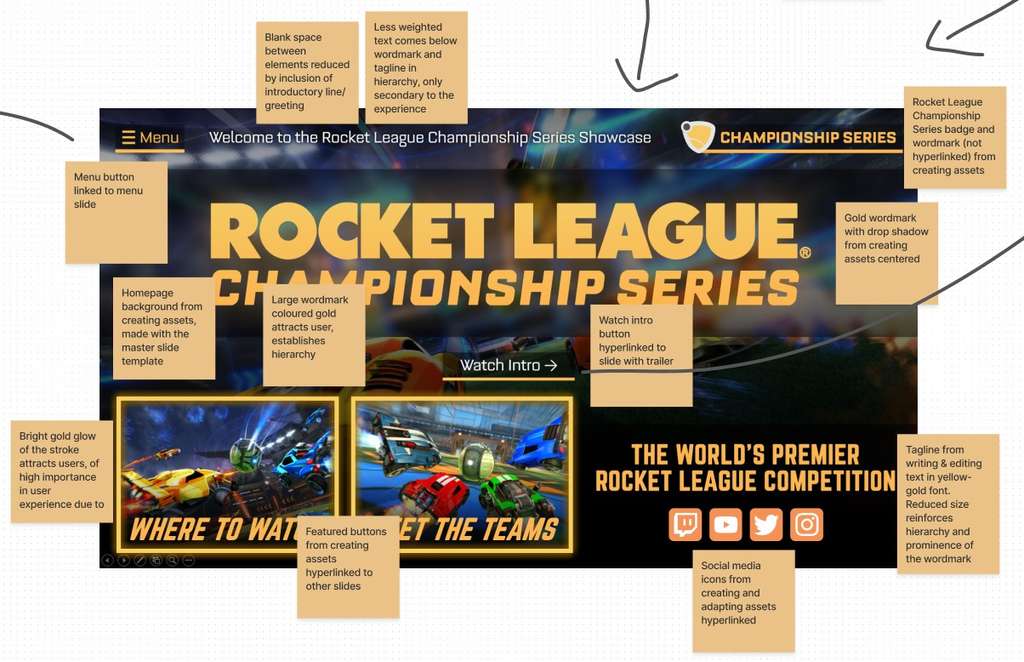 Blank space
between
elements reduced
by inclusion of
introductory line/
greeting
Less weighted
text comes below
wordmark and
tagline in
hierarchy, only
secondary to the
experience
Rocket League
Championship
Series badge and
wordmark (not
hyperlinked) from
creating assets
Menu
Welcome to the Rocket League Championship Series Showcase
CHAMPIONSHIP SERIES
Menu button
linked to menu
slide
ROCKET LEAGUE®
CHAMPIONSHIP SERIES
Gold wordmark
with drop shadow
from creating
assets centered
Homepage
background from
creating assets,
made with the
master slide
template
Large wordmark
coloured gold
attracts user,
establishes
hierarchy
Watch intro
button
hyperlinked to
slide with trailer
Watch Intro →
Bright gold glow
of the stroke
attracts users, of
high importance
in user
experience due to
WHERE TO WAT
ET THE TEAMS
THE WORLD'S PREMIER
ROCKET LEAGUE COMPETITION
Tagline from
writing & editing
text in yellow-
gold font.
Reduced size
reinforces
hierarchy and
prominence of
the wordmark
Featured buttons
from creating
assets
hyperlinked to
other slides
Social media
icons from
creating and
adapting assets
hyperlinked